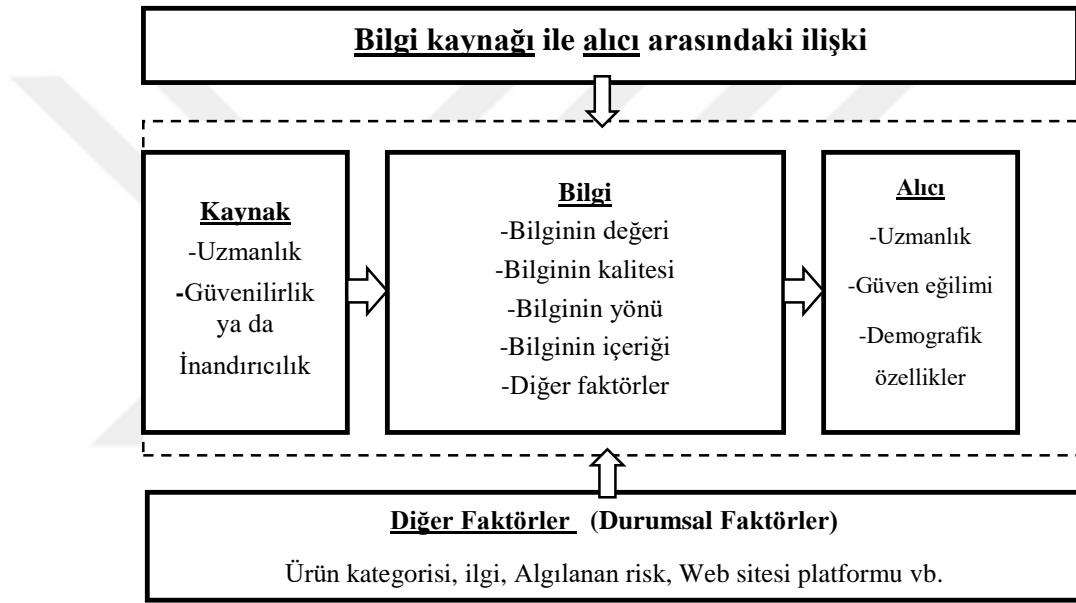 Bilgi kaynağı ile alıcı arasındaki ilişki
Kaynak
-Uzmanlık
-Güvenilirlik
ya da
İnandırıcılık
Bilgi
-Bilginin değeri
-Bilginin kalitesi
-Bilginin yönü
-Bilginin içeriği
-Diğer faktörler
Alıcı
-Uzmanlık
-Güven eğilimi
-Demografik
özellikler
Diğer Faktörler (Durumsal Faktörler)
Ürün kategorisi, ilgi, Algılanan risk, Web sitesi platformu vb.